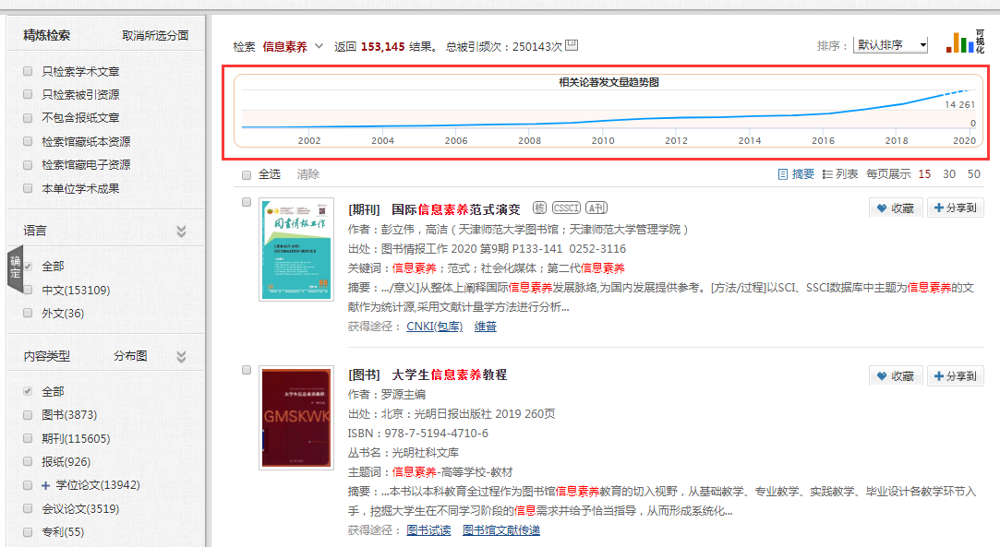 精炼检索 取消所选分面
只检索学术文章
只检索被引资源
不包含报纸文章
检索馆藏纸本资源
检索馆藏电子资源
本单位学术成果
语言
确定
全部
中文(153109)
外文(36)
内容类型 分布图
全部
图书(3873)
期刊(115605)
报纸(926)
学位论文(13942)
会议论文(3519)
专利(55)
检索 信息素养 返回 153,145 结果。 总被引频次：250143次
排序： 默认排序 可视化
相关论著发文量趋势图
14 261
0
2002 2004 2006 2008 2010 2012 2014 2016 2018 2020
全选 清除 摘要 列表 每页展示 15 30 50
[期刊] 国际信息素养范式演变 核 CSSCI A刊 收藏 分享到
作者：彭立伟，高洁（天津师范大学图书馆；天津师范大学管理学院）
出处：图书情报工作 2020 第9期 P133-141 0252-3116
关键词：信息素养；范式；社会化媒体；第二代信息素养
摘要：.../意义]从整体上阐释国际信息素养发展脉络,为国内发展提供参考。[方法/过程]以SCI、SSCI数据库中主题为信息素养的文
献作为统计源,采用文献计量学方法进行分析...
获得途径： CNKI(包库) 维普
图书情报工作
LIBRARY AND
INFORMATION SERVICE
[图书] 大学生信息素养教程 收藏 分享到
作者：罗源主编
出处：北京：光明日报出版社 2019 260页
ISBN：978-7-5194-4710-6
丛书名：光明社科文库
主题词：信息素养-高等学校-教材
摘要：...本书以本科教育全过程作为图书馆信息素养教育的切入视野，从基础教学、专业教学、实践教学、毕业设计各教学环节入
手，挖掘大学生在不同学习阶段的信息需求并给予恰当指导，从而形成系统化...
获得途径： 图书试读 图书馆文献传递
大学生信息素养教程
GMSKWK